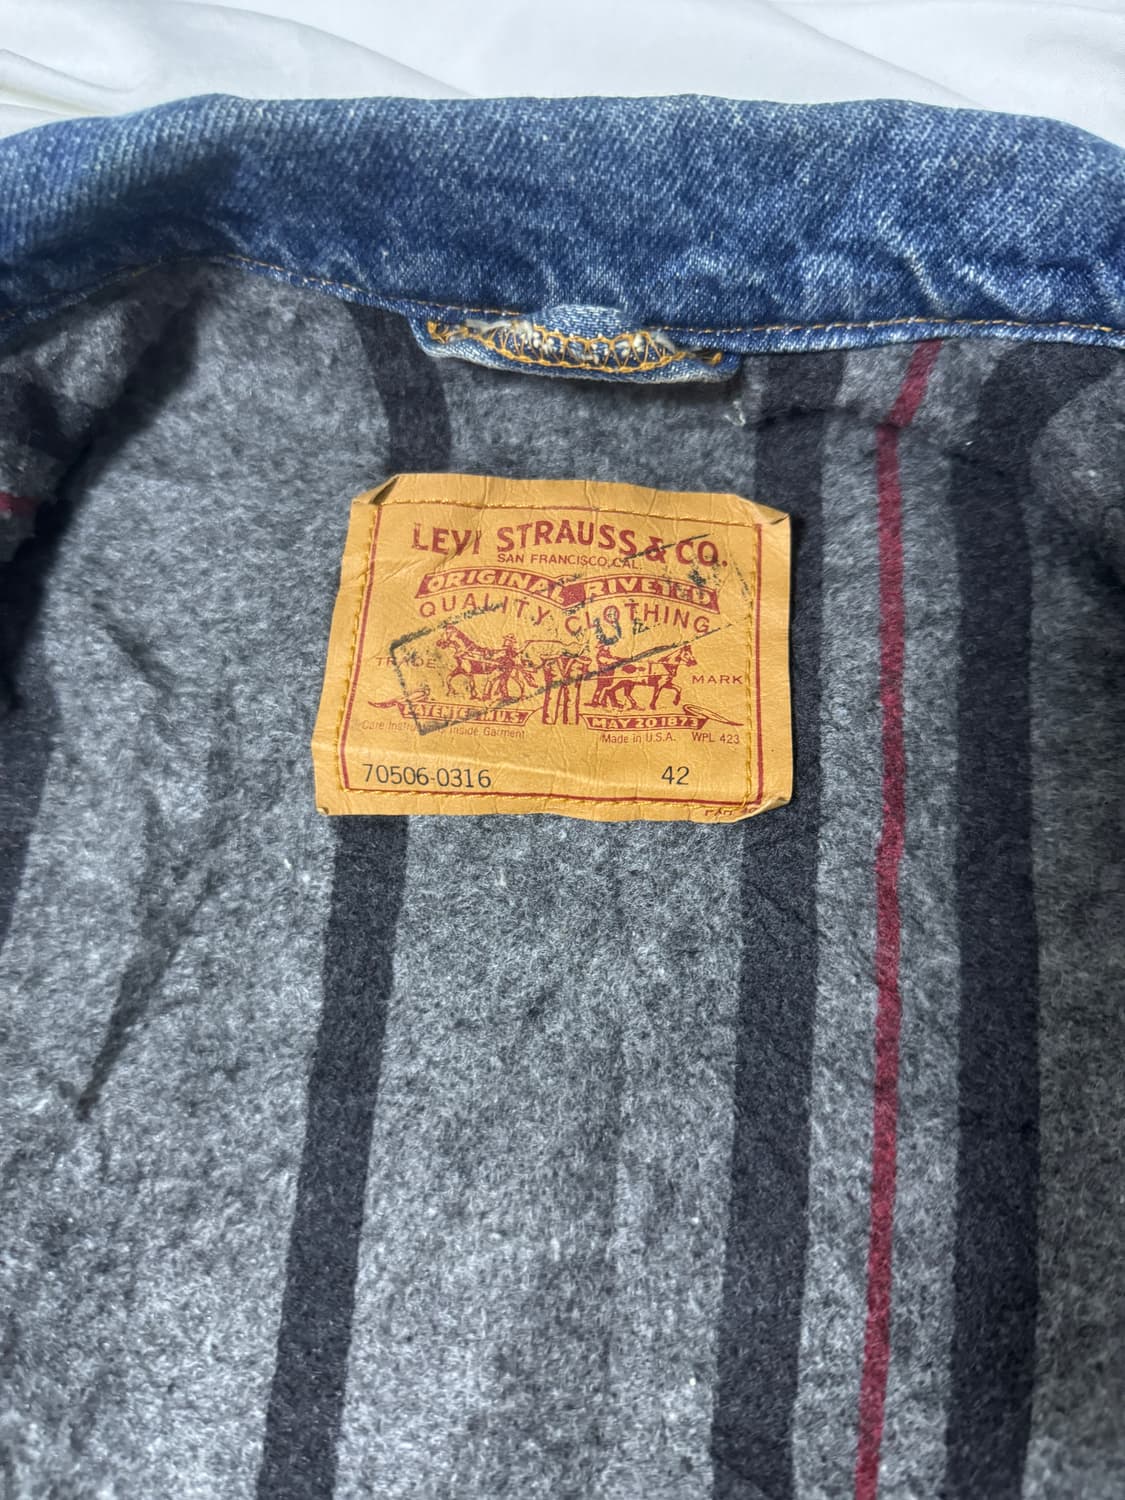 LEVI STRAUSS & CO.
SAN FRANCISCO, CAL.
ORIGINAL RIVETED
QUALITY CLOTHING
TRADE MARK
PATENTED IN U.S. MAY 20 1873
Care Instructions Inside Garment Made in U.S.A. WPL 423
70506-0316 42